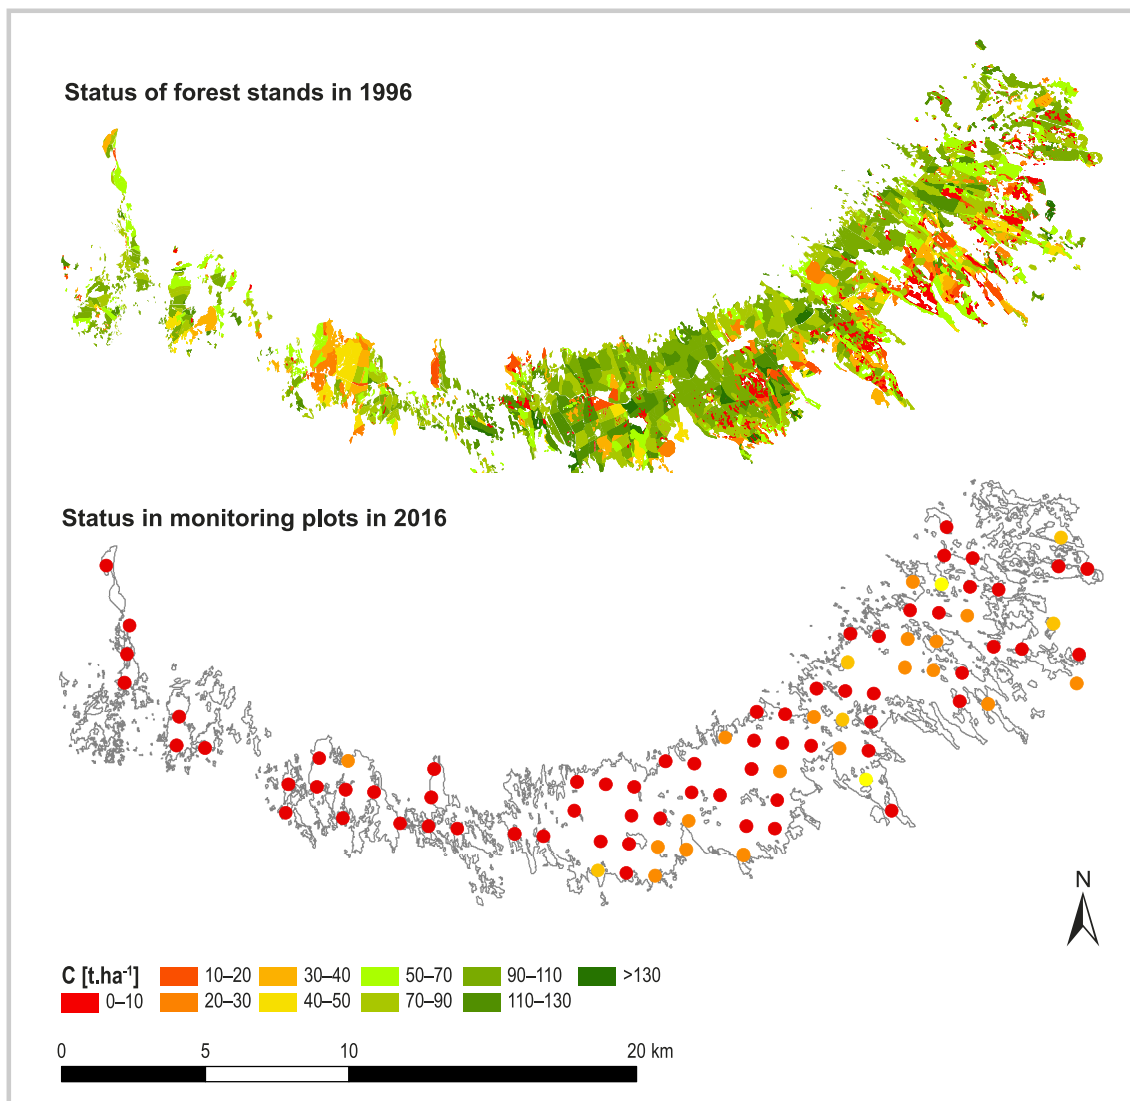 Status of forest stands in 1996
Status in monitoring plots in 2016
N
C [t.ha-1] 10–20 30–40 50–70 90–110 >130
0–10 20–30 40–50 70–90 110–130
0 5 10 20 km